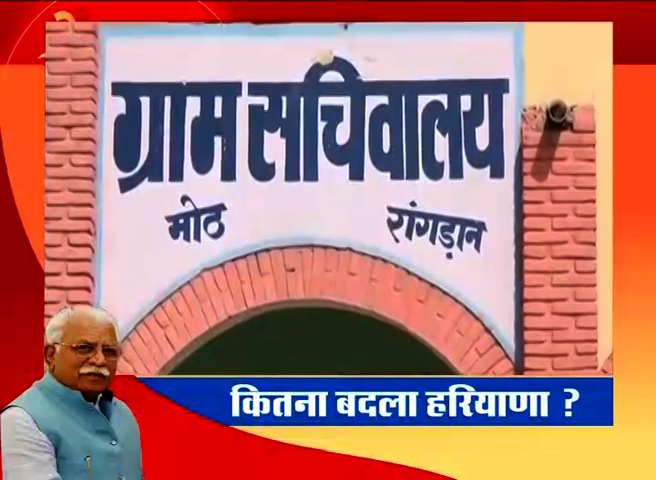 ग्राम सचिवालय
मोठ रांगड़ान
कितना बदला हरियाणा ?